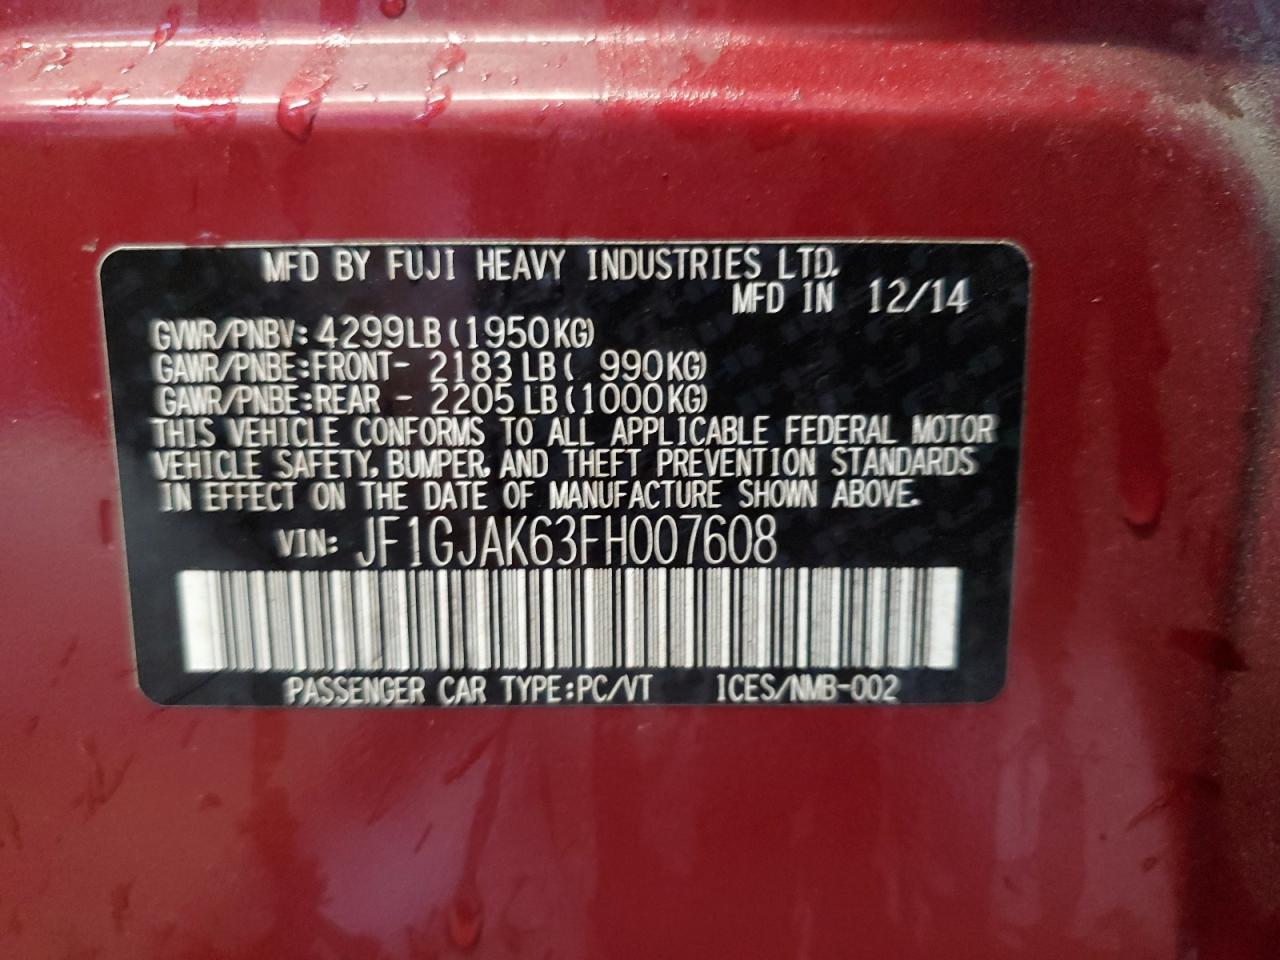 MFD BY FUJI HEAVY INDUSTRIES LTD.
MFD IN 12/14
GVWR/PNBV: 4299LB (1950KG)
GAWR/PNBE:FRONT- 2183 LB ( 990KG)
GAWR/PNBE:REAR - 2205 LB (1000KG)
THIS VEHICLE CONFORMS TO ALL APPLICABLE FEDERAL MOTOR
VEHICLE SAFETY, BUMPER, AND THEFT PREVENTION STANDARDS
IN EFFECT ON THE DATE OF MANUFACTURE SHOWN ABOVE.
VIN: JF1GJAK63FH007608
PASSENGER CAR TYPE:PC/VT ICES/NMB-002